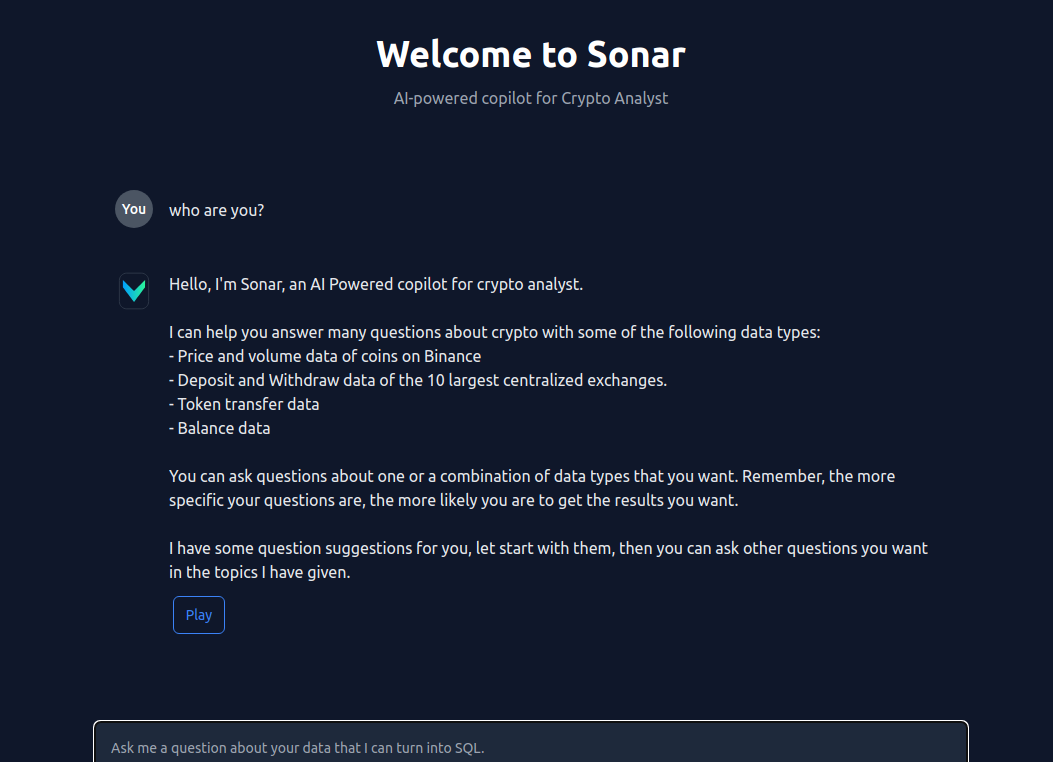 Welcome to Sonar
AI-powered copilot for Crypto Analyst
You
who are you?
Hello, I'm Sonar, an AI Powered copilot for crypto analyst.
I can help you answer many questions about crypto with some of the following data types:
- Price and volume data of coins on Binance
- Deposit and Withdraw data of the 10 largest centralized exchanges.
- Token transfer data
- Balance data
You can ask questions about one or a combination of data types that you want. Remember, the more
specific your questions are, the more likely you are to get the results you want.
I have some question suggestions for you, let start with them, then you can ask other questions you want
in the topics I have given.
Play
Ask me a question about your data that I can turn into SQL.